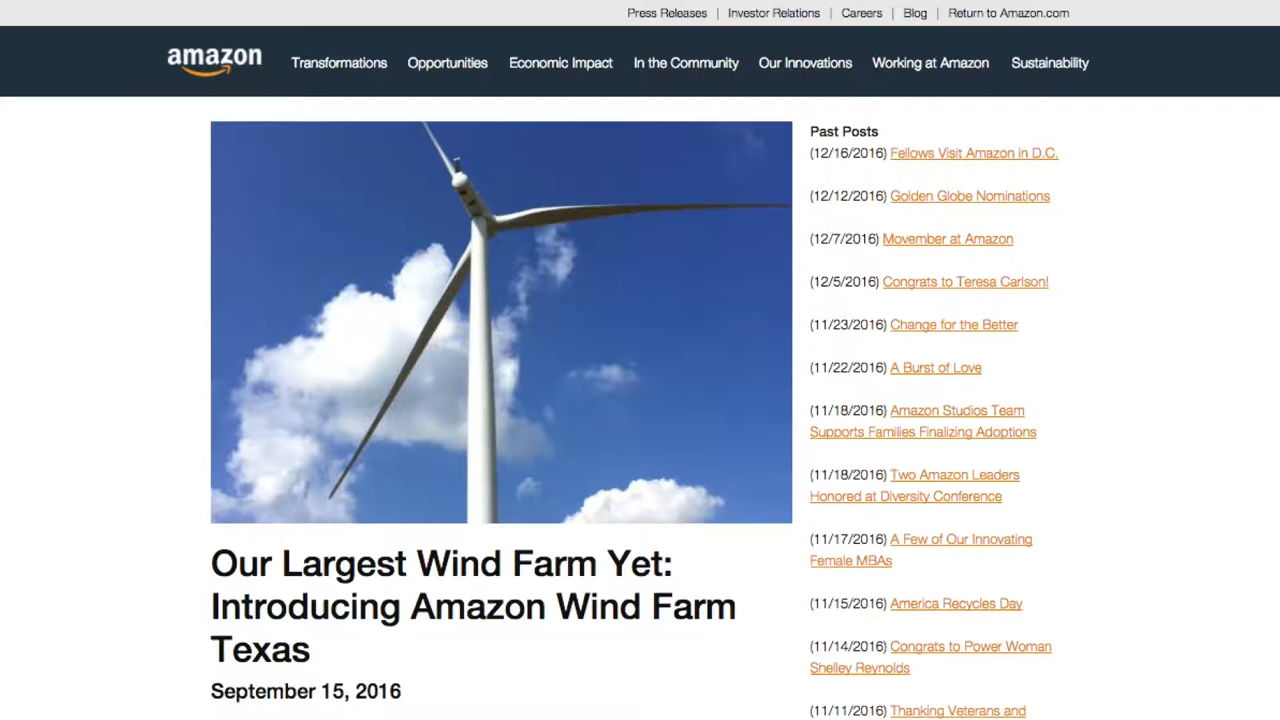 Press Releases | Investor Relations | Careers | Blog | Return to Amazon.com
amazon
Transformations Opportunities Economic Impact In the Community Our Innovations Working at Amazon Sustainability
Our Largest Wind Farm Yet:
Introducing Amazon Wind Farm
Texas
September 15, 2016
Past Posts
(12/16/2016) Fellows Visit Amazon in D.C.
(12/12/2016) Golden Globe Nominations
(12/7/2016) Movember at Amazon
(12/5/2016) Congrats to Teresa Carlson!
(11/23/2016) Change for the Better
(11/22/2016) A Burst of Love
(11/18/2016) Amazon Studios Team
Supports Families Finalizing Adoptions
(11/18/2016) Two Amazon Leaders
Honored at Diversity Conference
(11/17/2016) A Few of Our Innovating
Female MBAs
(11/15/2016) America Recycles Day
(11/14/2016) Congrats to Power Woman
Shelley Reynolds
(11/11/2016) Thanking Veterans and